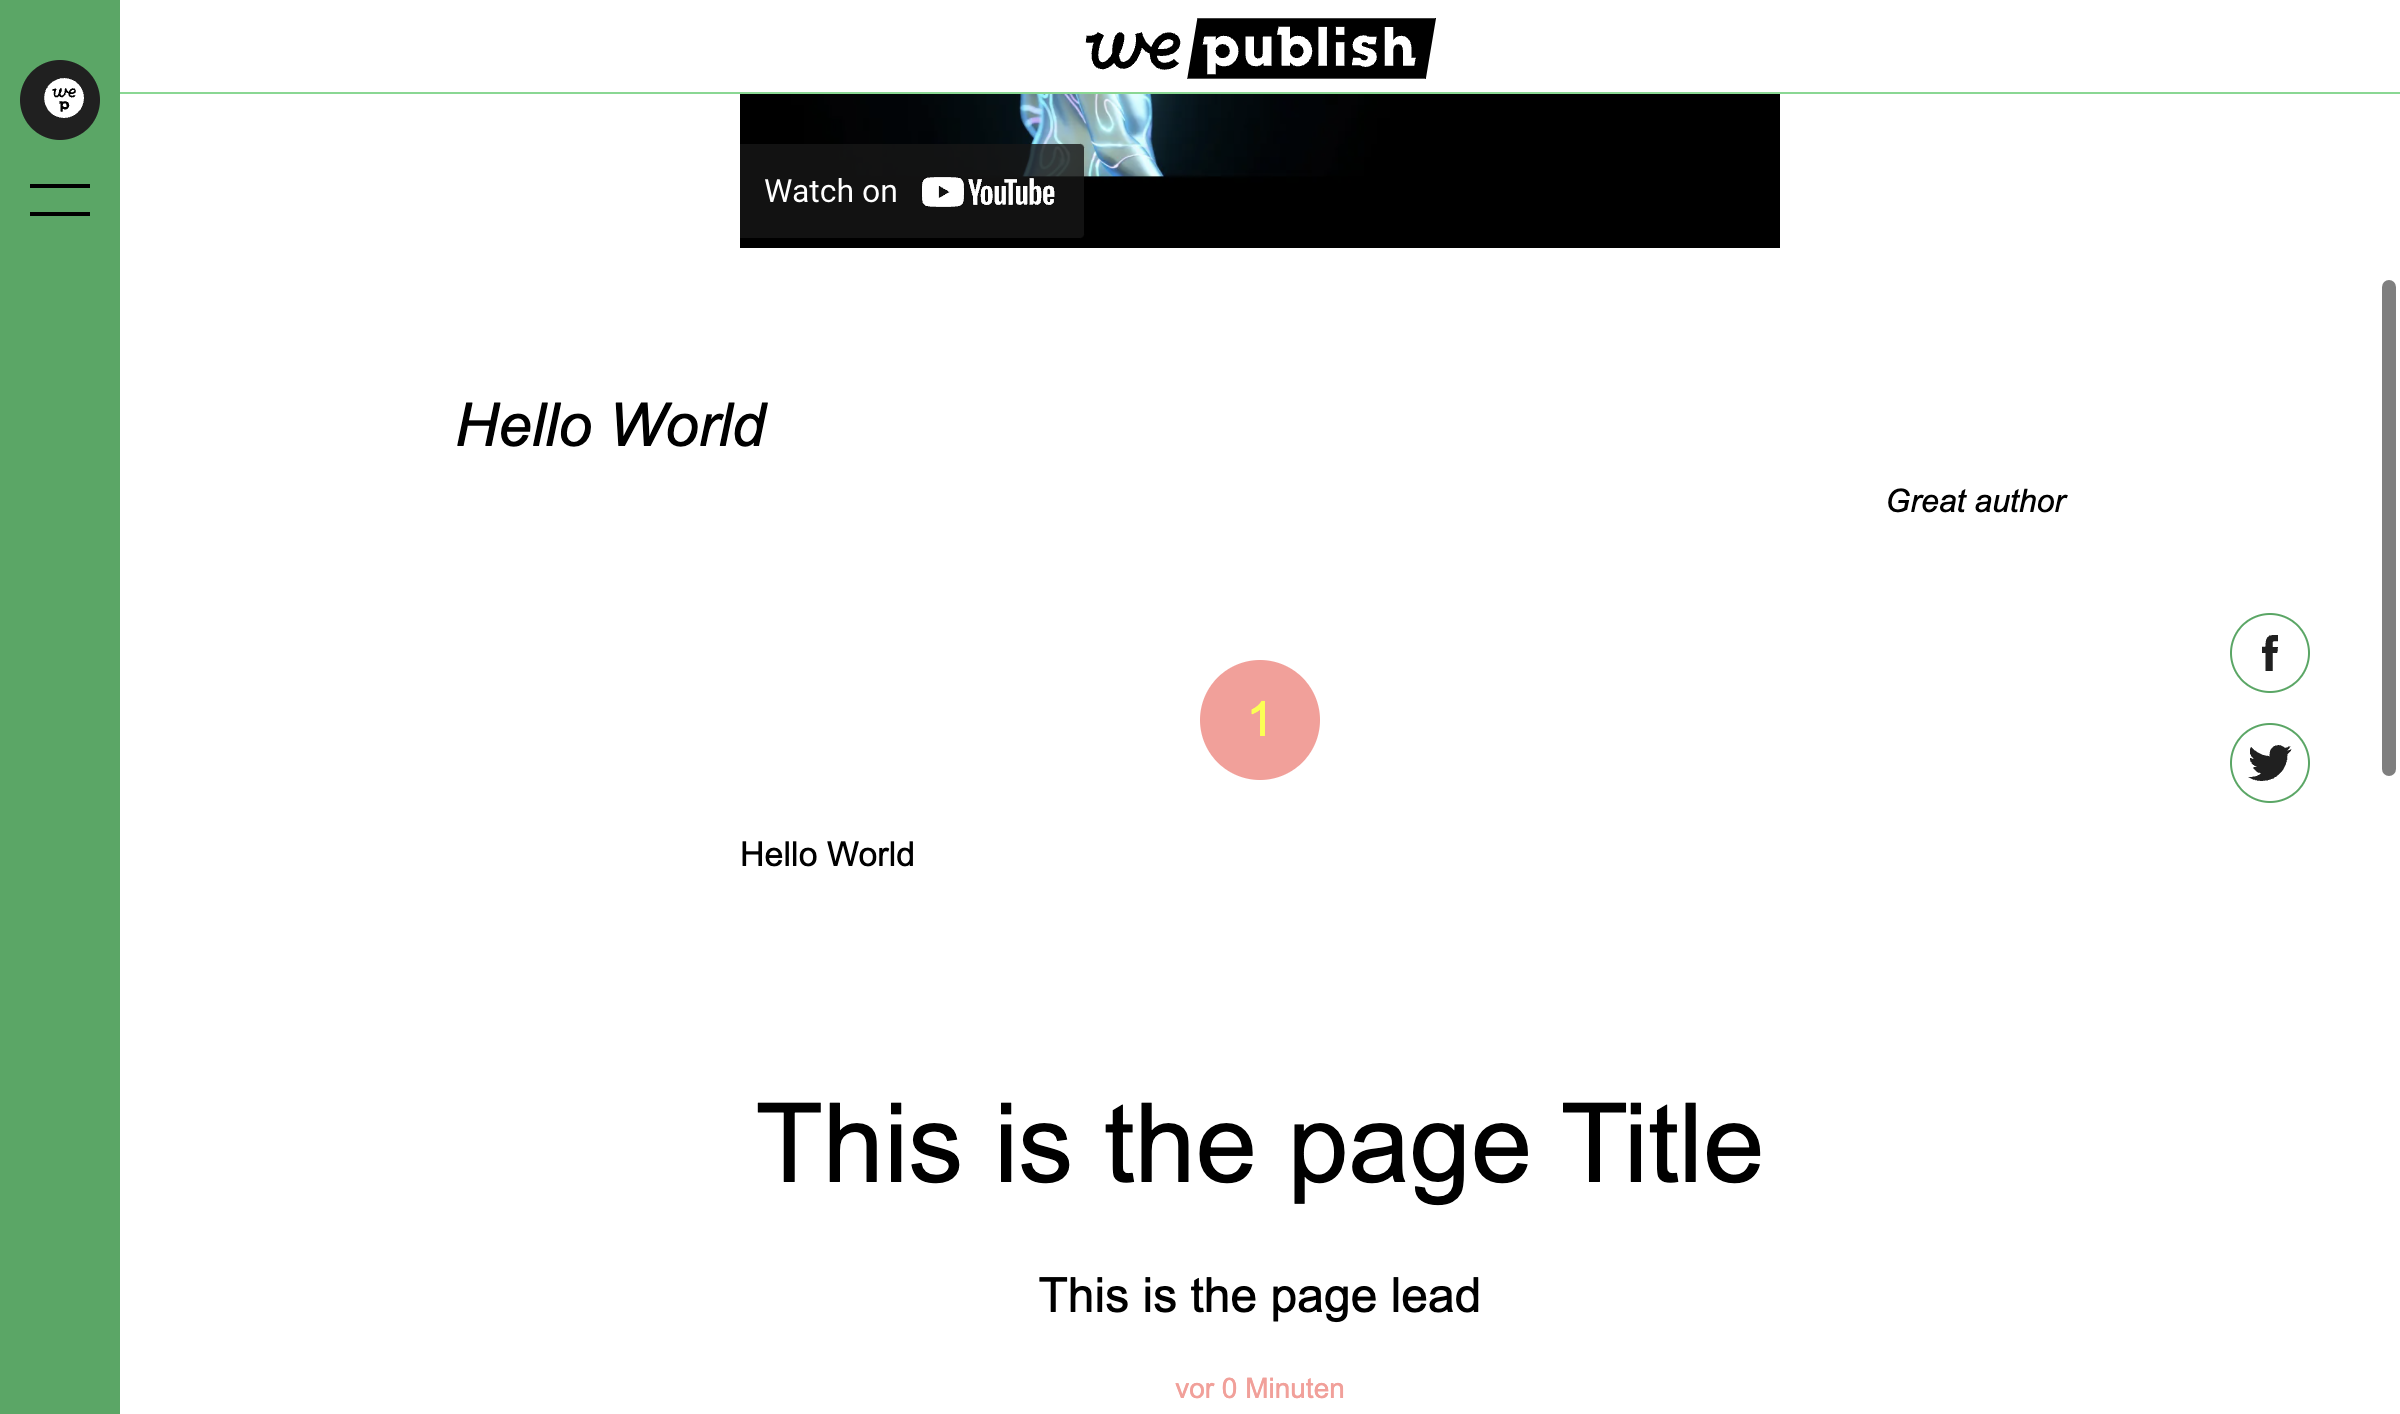 we publish
we
p
Watch on YouTube
Hello World
Great author
f
1
Hello World
This is the page Title
This is the page lead
vor 0 Minuten